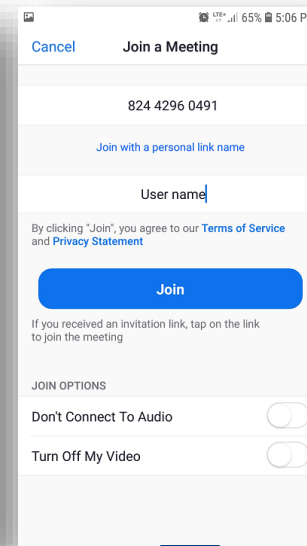 LTE+ 65% 5:06 P
Cancel Join a Meeting
824 4296 0491
Join with a personal link name
User name
By clicking "Join", you agree to our Terms of Service
and Privacy Statement
Join
If you received an invitation link, tap on the link
to join the meeting
JOIN OPTIONS
Don't Connect To Audio
Turn Off My Video